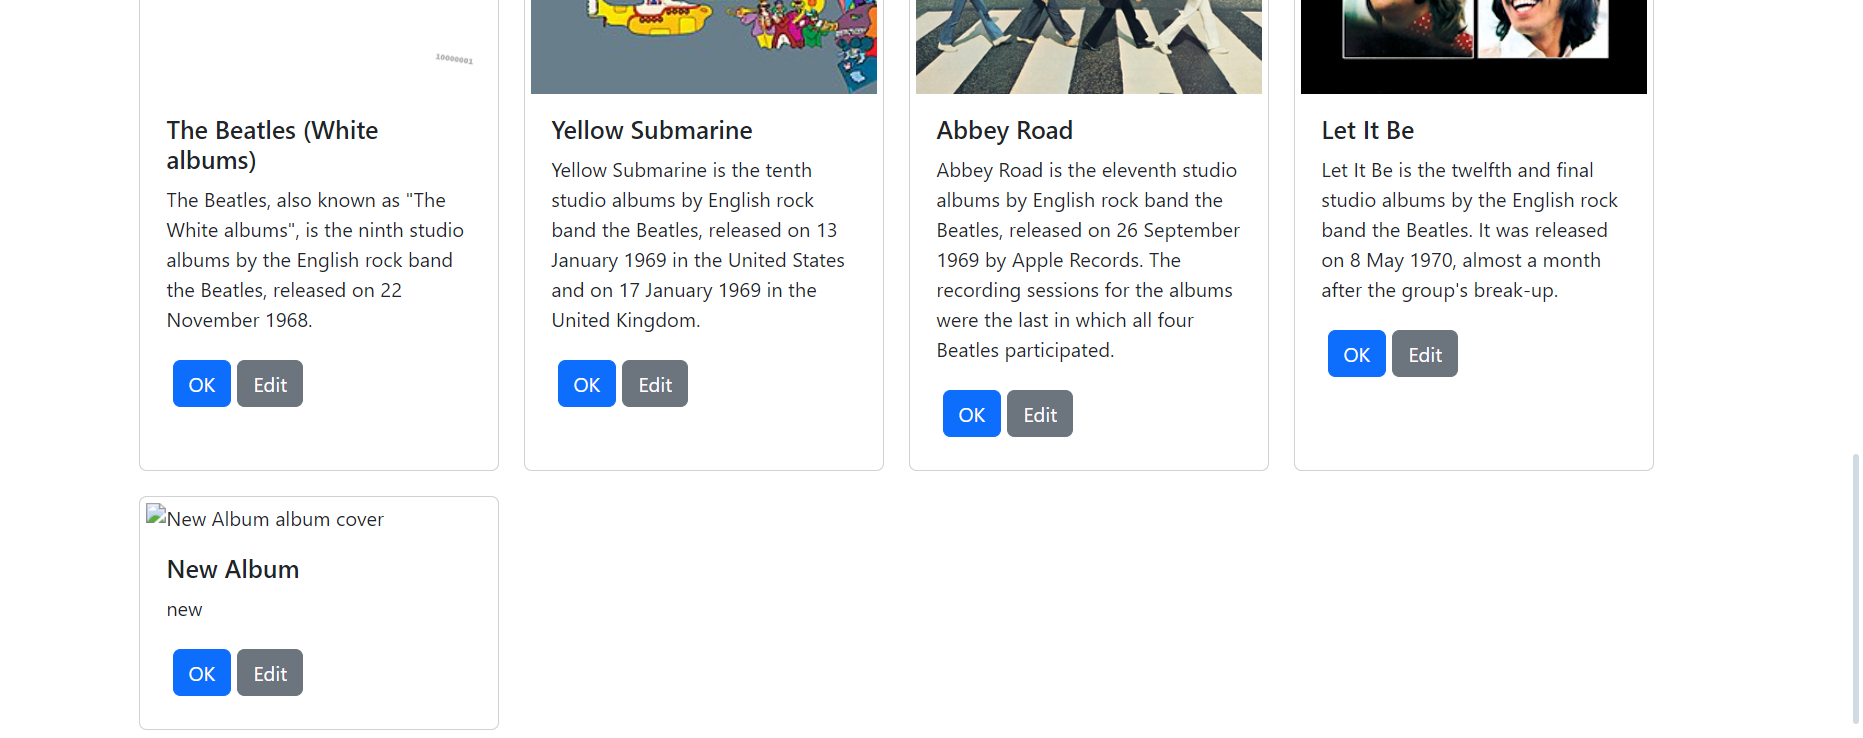 10000001
The Beatles (White
albums)
The Beatles, also known as "The
White albums", is the ninth studio
albums by the English rock band
the Beatles, released on 22
November 1968.
OK
Edit
Yellow Submarine
Yellow Submarine is the tenth
studio albums by English rock
band the Beatles, released on 13
January 1969 in the United States
and on 17 January 1969 in the
United Kingdom.
OK
Edit
Abbey Road
Abbey Road is the eleventh studio
albums by English rock band the
Beatles, released on 26 September
1969 by Apple Records. The
recording sessions for the albums
were the last in which all four
Beatles participated.
OK
Edit
Let It Be
Let It Be is the twelfth and final
studio albums by the English rock
band the Beatles. It was released
on 8 May 1970, almost a month
after the group's break-up.
OK
Edit
New Album album cover
New Album
new
OK
Edit